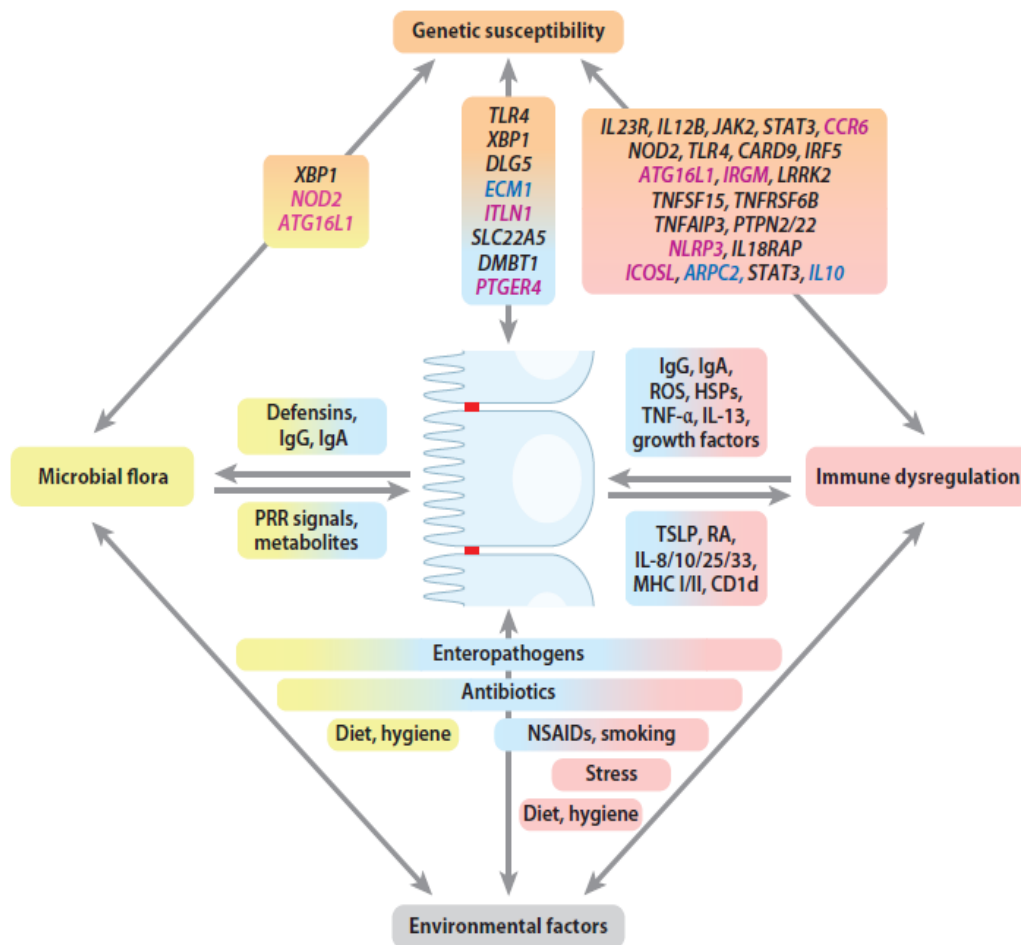 Genetic susceptibility
XBP1
NOD2
ATG16L1
TLR4
XBP1
DLG5
ECM1
ITLN1
SLC22A5
DMBT1
PTGER4
IL23R, IL12B, JAK2, STAT3, CCR6
NOD2, TLR4, CARD9, IRF5
ATG16L1, IRGM, LRRK2
TNFSF15, TNFRSF6B
TNFAIP3, PTPN2/22
NLRP3, IL18RAP
ICOSL, ARPC2, STAT3, IL10
Microbial flora
Defensins,
IgG, IgA
PRR signals,
metabolites
IgG, IgA,
ROS, HSPs,
TNF-α, IL-13,
growth factors
TSLP, RA,
IL-8/10/25/33,
MHC I/II, CD1d
Immune dysregulation
Enteropathogens
Antibiotics
Diet, hygiene
NSAIDs, smoking
Stress
Diet, hygiene
Environmental factors